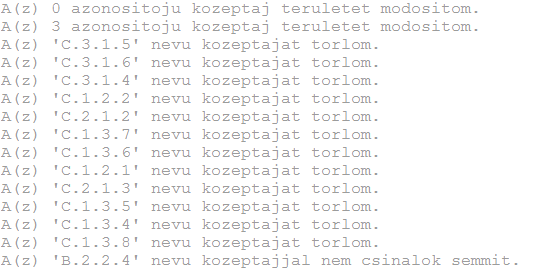 A(z) 0 azonositoju kozeptaj teruletet modositom.
A(z) 3 azonositoju kozeptaj teruletet modositom.
A(z) 'C.3.1.5' nevu kozeptajat torlom.
A(z) 'C.3.1.6' nevu kozeptajat torlom.
A(z) 'C.3.1.4' nevu kozeptajat torlom.
A(z) 'C.1.2.2' nevu kozeptajat torlom.
A(z) 'C.2.1.2' nevu kozeptajat torlom.
A(z) 'C.1.3.7' nevu kozeptajat torlom.
A(z) 'C.1.3.6' nevu kozeptajat torlom.
A(z) 'C.1.2.1' nevu kozeptajat torlom.
A(z) 'C.2.1.3' nevu kozeptajat torlom.
A(z) 'C.1.3.5' nevu kozeptajat torlom.
A(z) 'C.1.3.4' nevu kozeptajat torlom.
A(z) 'C.1.3.8' nevu kozeptajat torlom.
A(z) 'B.2.2.4' nevu kozeptajjal nem csinalok semmit.